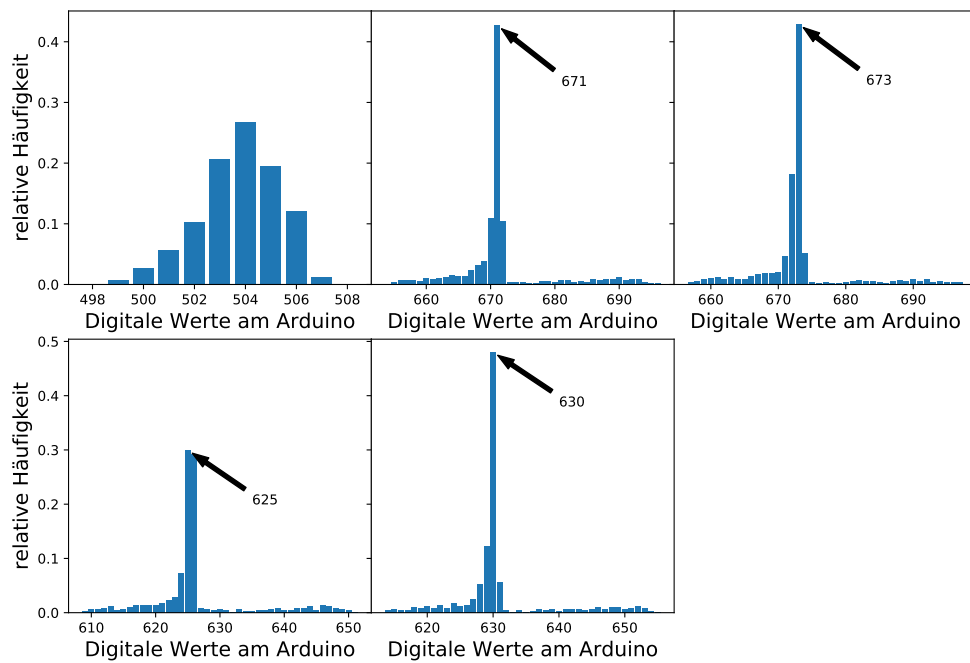 relative Häufigkeit
0.4
0.3
0.2
0.1
0.0
671
673
498 500 502 504 506 508
660 670 680 690
660 670 680 690
Digitale Werte am Arduino
Digitale Werte am Arduino
Digitale Werte am Arduino
relative Häufigkeit
0.5
0.4
0.3
0.2
0.1
0.0
625
630
610 620 630 640 650
620 630 640 650
Digitale Werte am Arduino
Digitale Werte am Arduino